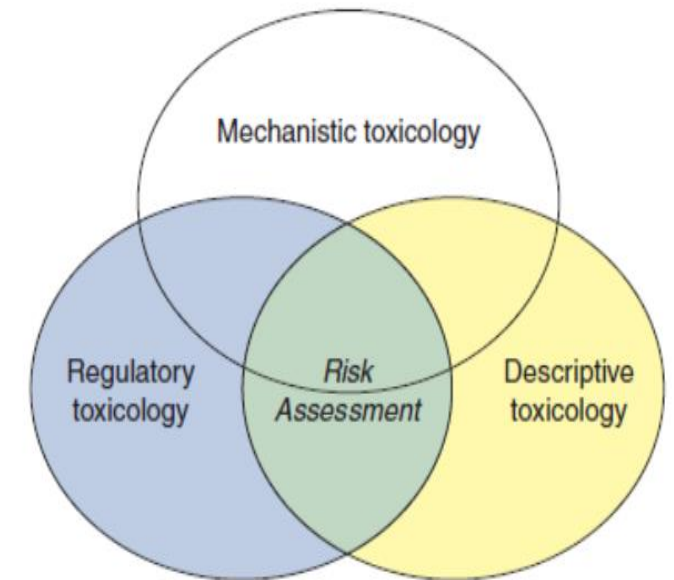 Mechanistic toxicology
Regulatory
toxicology
Risk
Assessment
Descriptive
toxicology